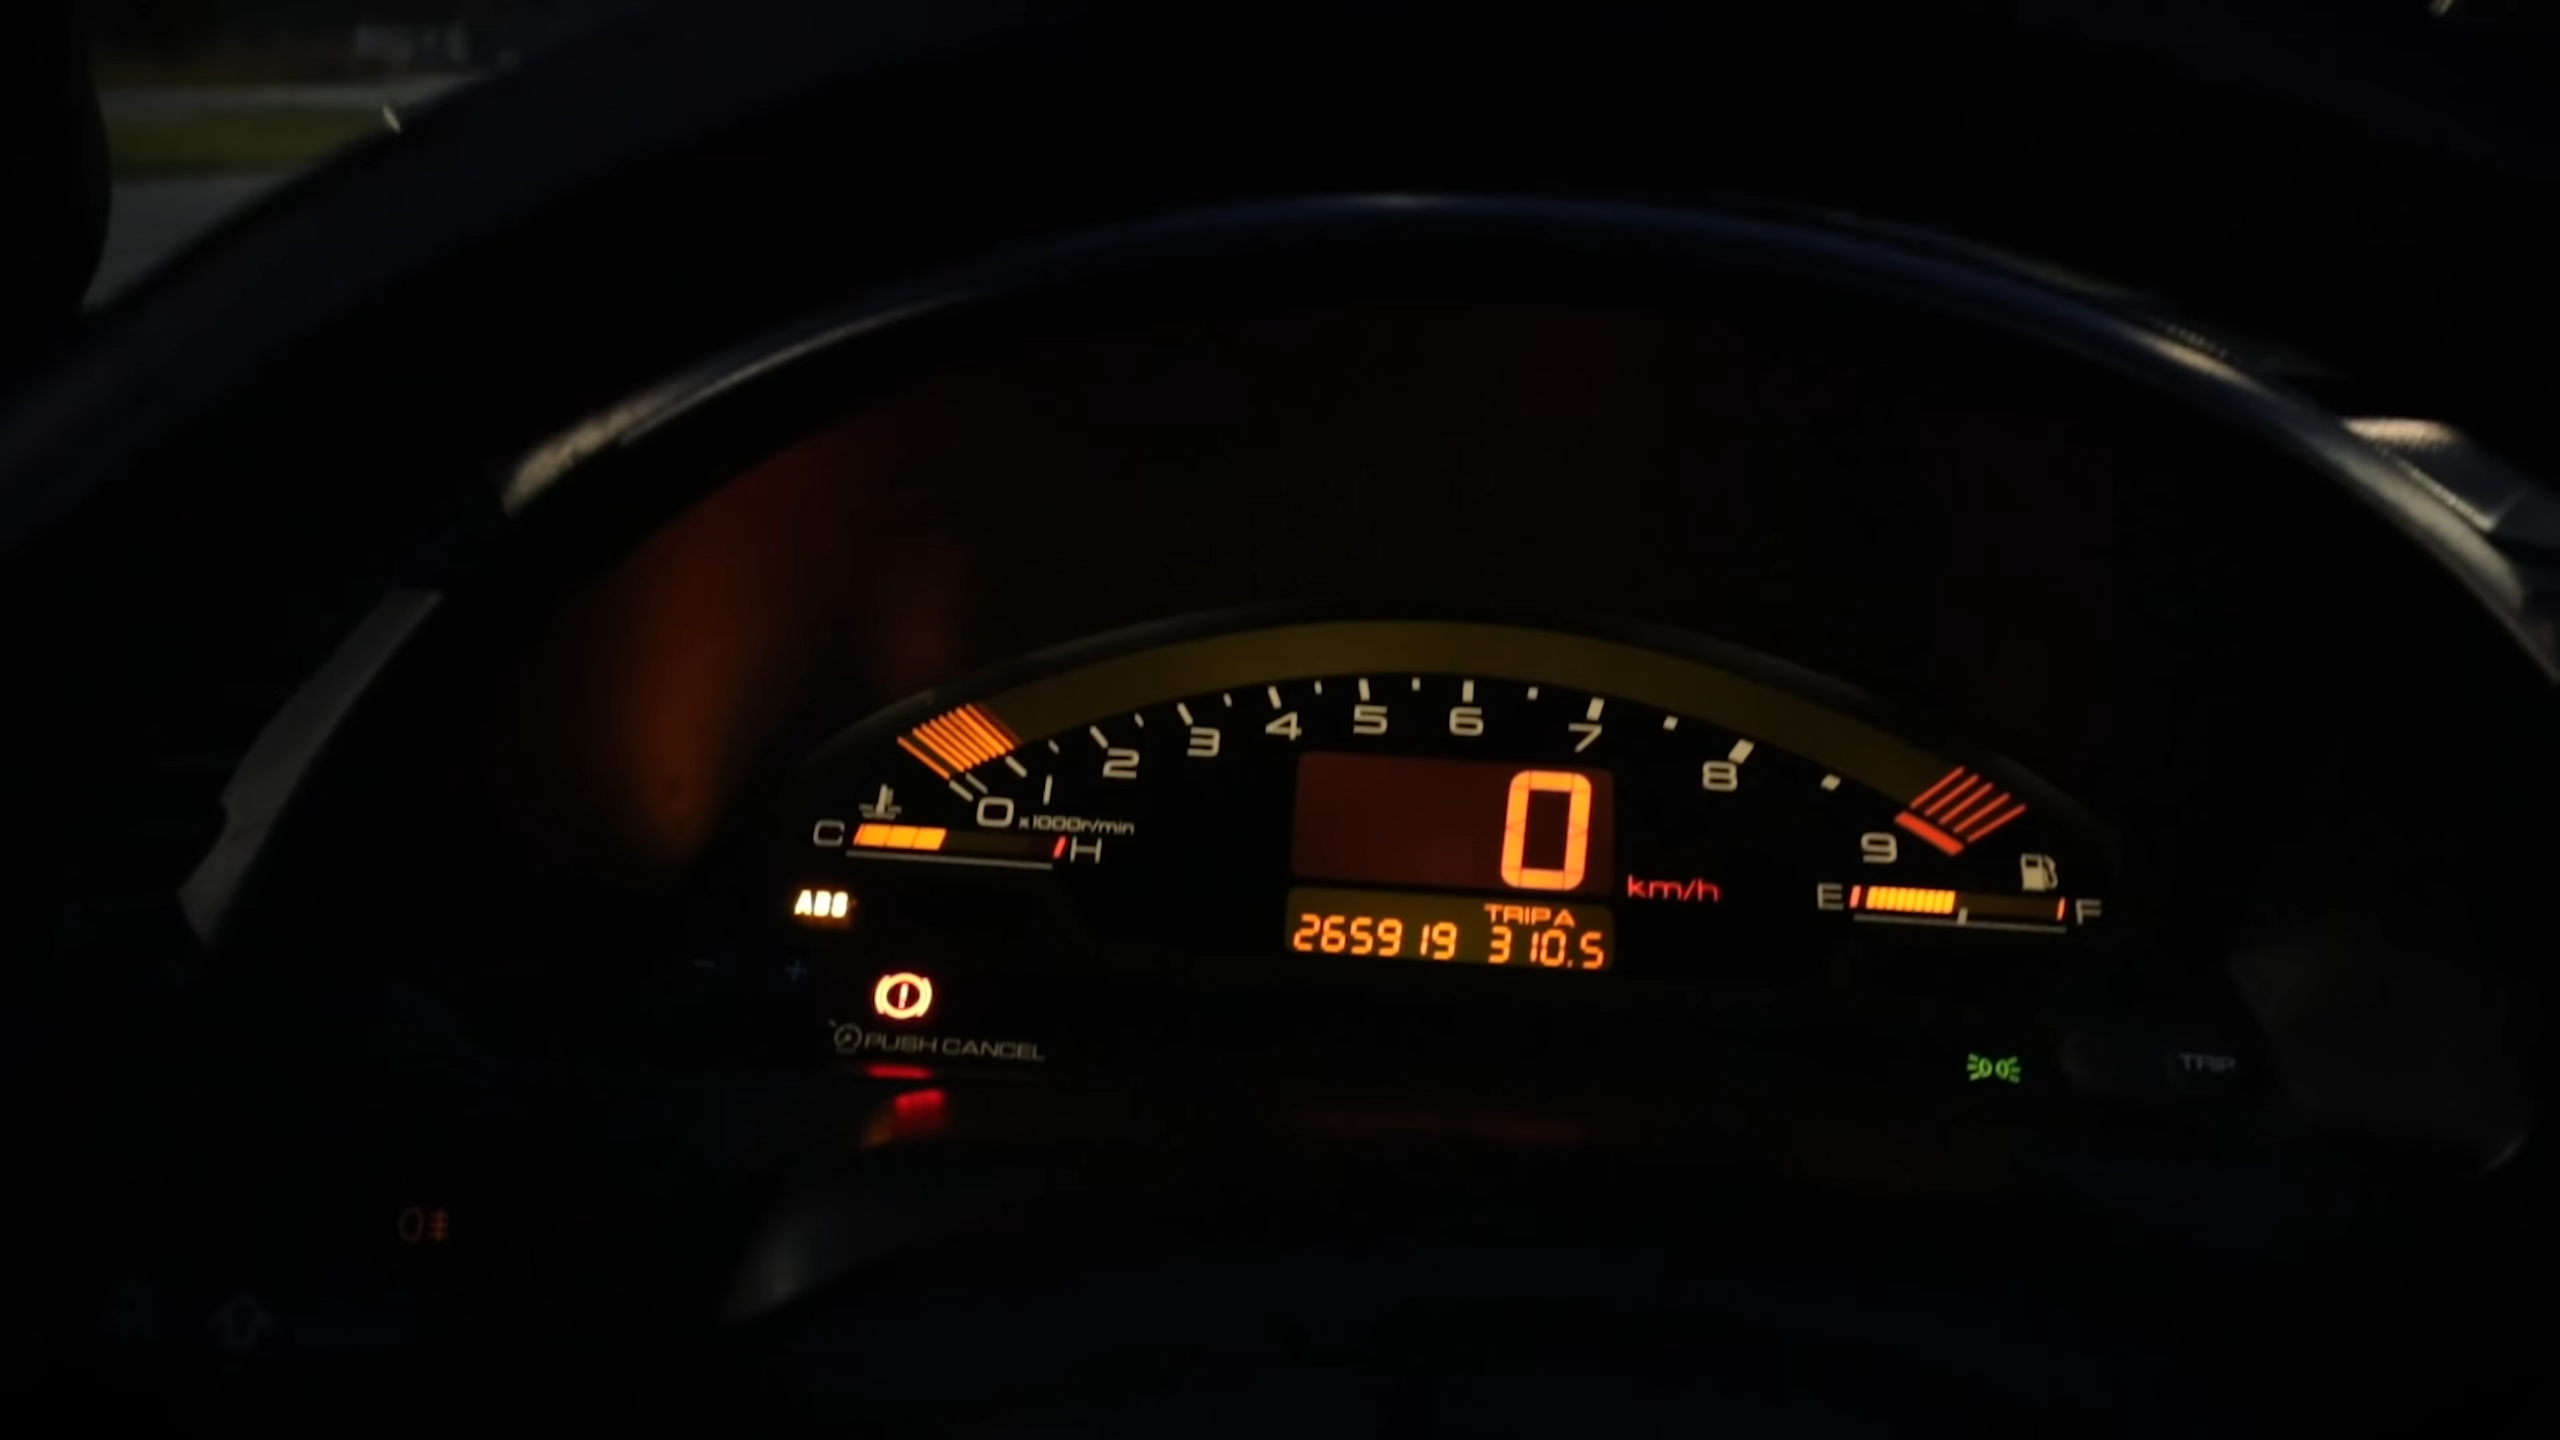 0 1 2 3 4 5 6 7 8 9
x1000r/min
C H
0
km/h
E F
ABS
TRIP A
265919 310.5
- +
PUSH CANCEL
TRIP